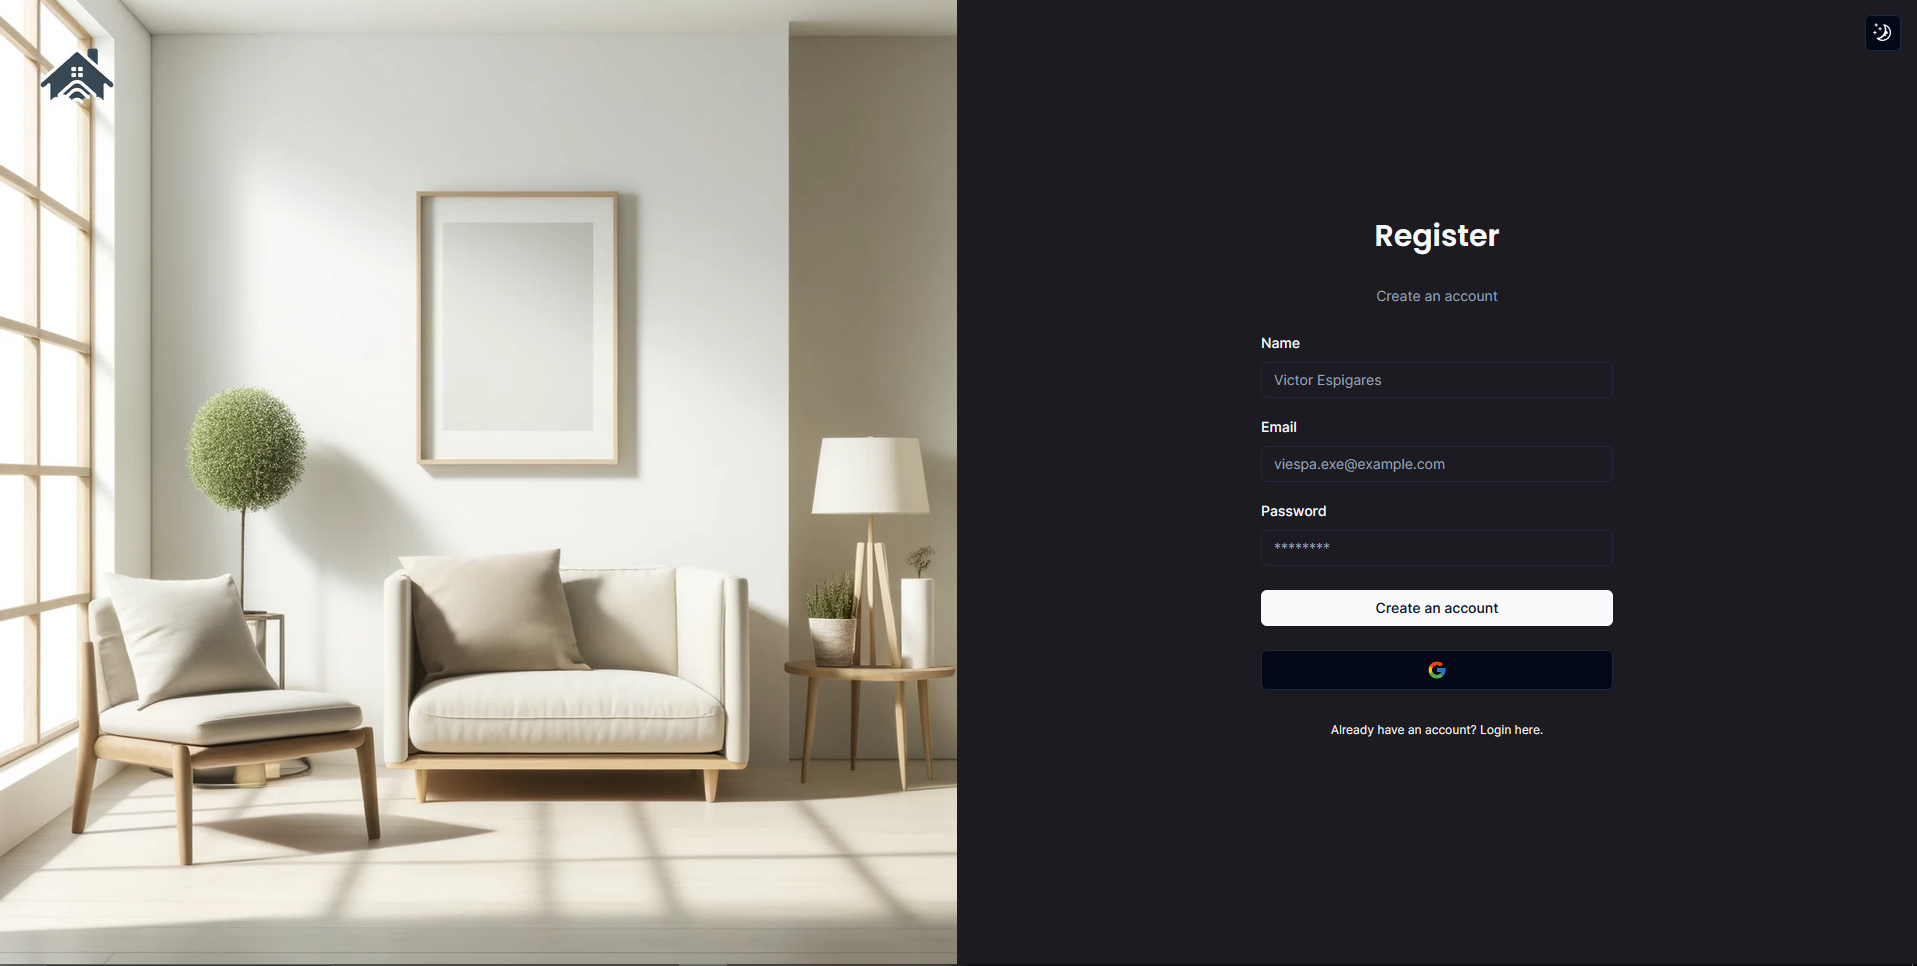 Register
Create an account
Name
Victor Espigares
Email
viespa.exe@example.com
Password
********
Create an account
Already have an account? Login here.